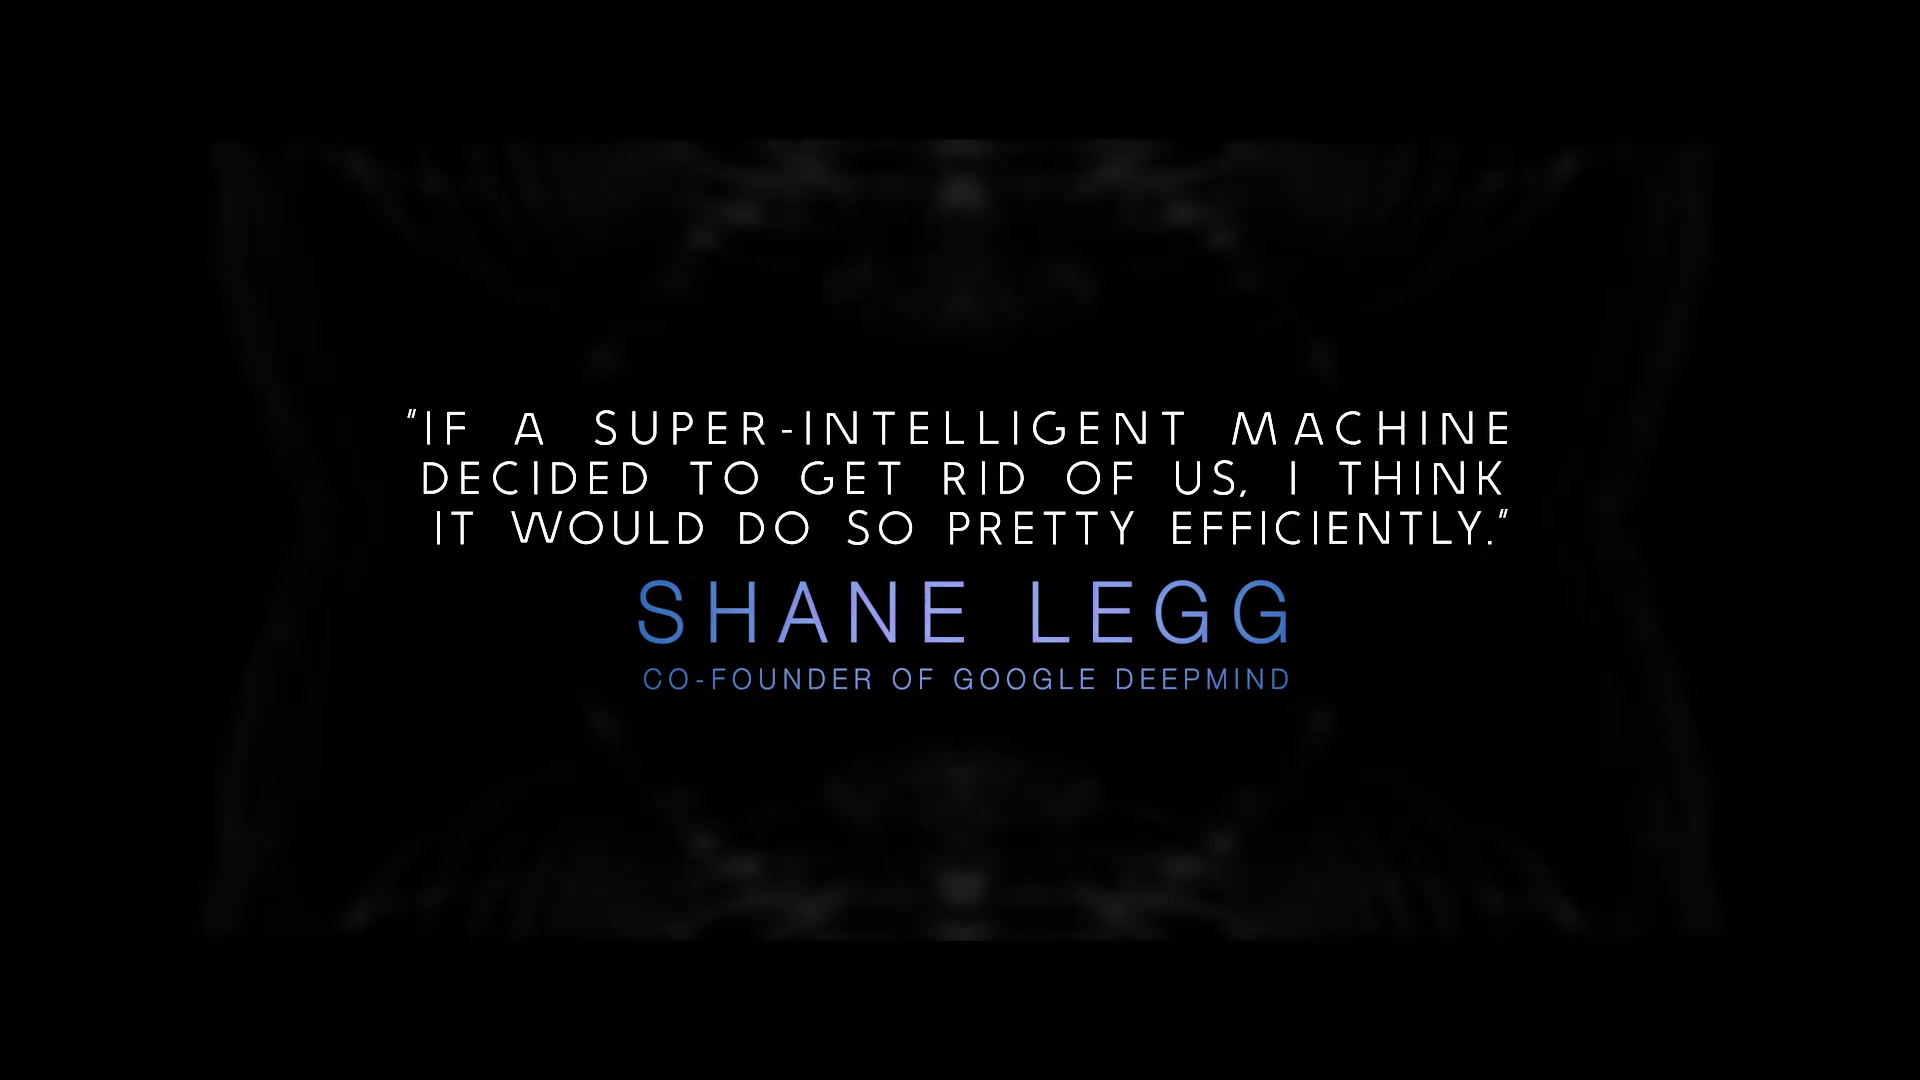 "IF A SUPER-INTELLIGENT MACHINE
DECIDED TO GET RID OF US, I THINK
IT WOULD DO SO PRETTY EFFICIENTLY."
SHANE LEGG
CO-FOUNDER OF GOOGLE DEEPMIND